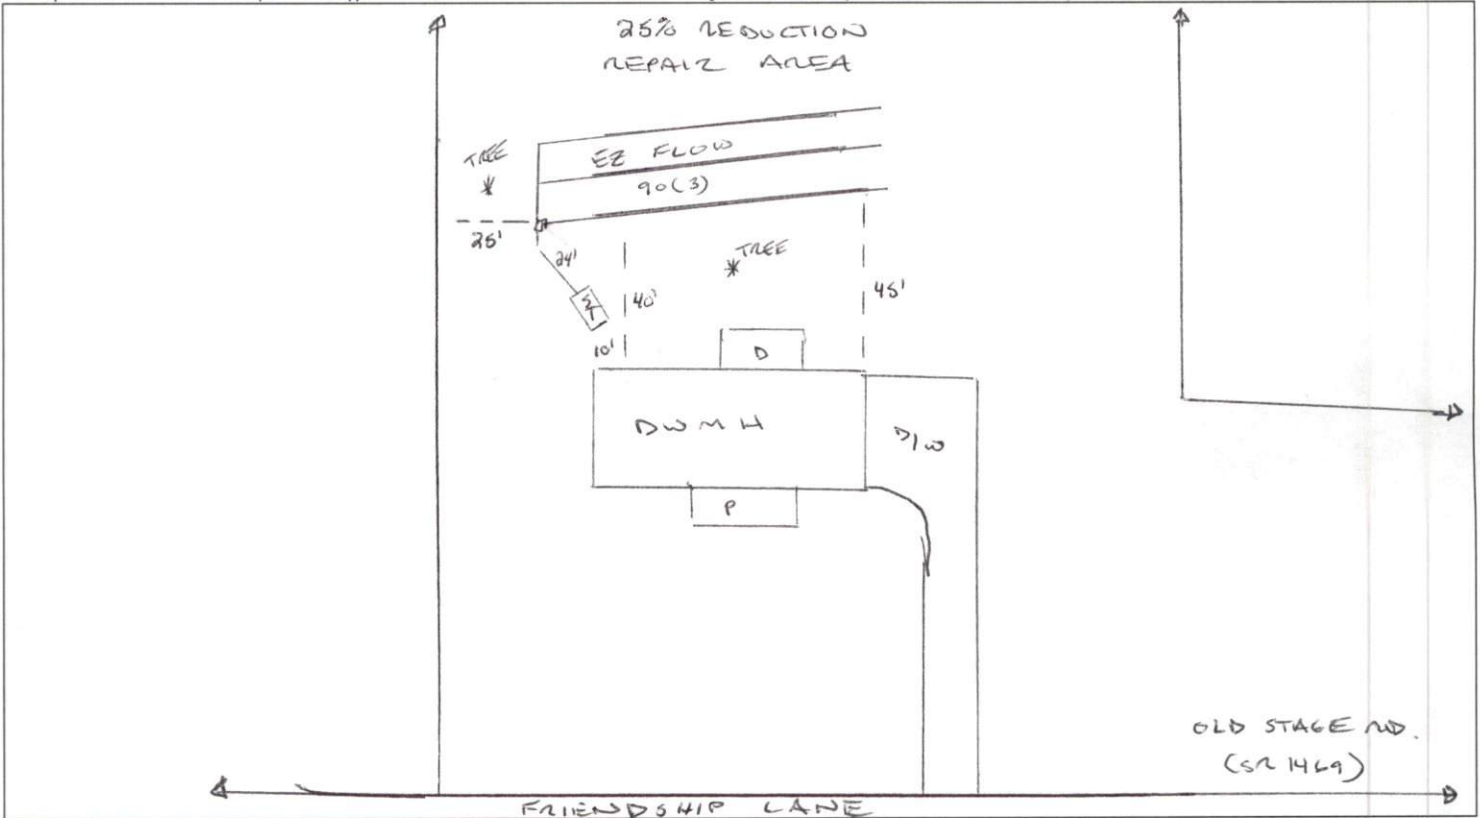 25% REDUCTION
REPAIR AREA
TREE
EZ FLOW
90(3)
25'
24'
TREE
ST
40'
45'
10'
D
DWMH
D/W
P
OLD STAGE RD.
(SR 1469)
FRIENDSHIP LANE